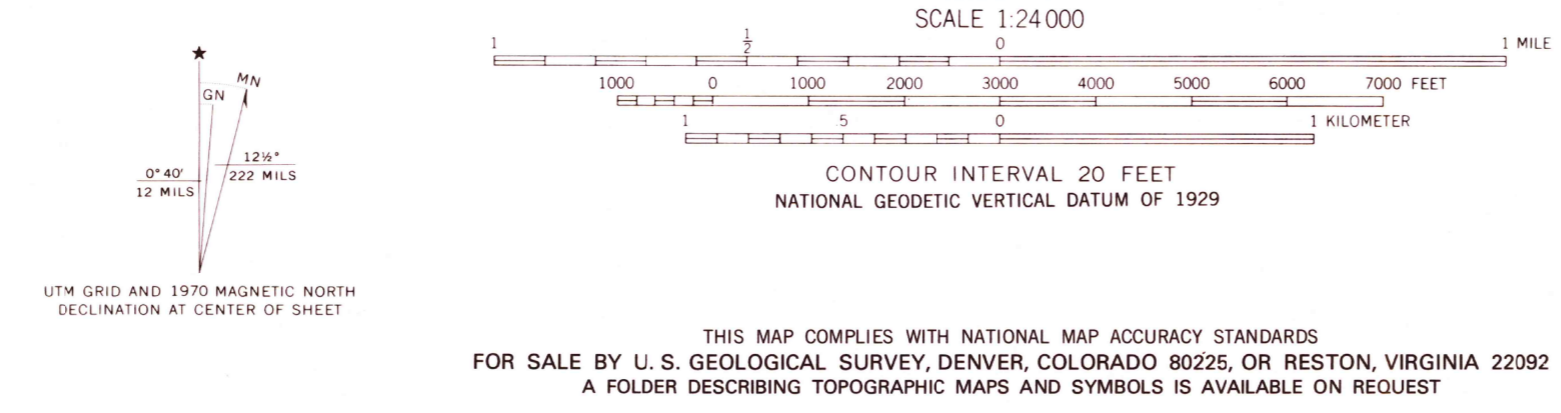 ★
MN
GN
12½°
222 MILS
0° 40'
12 MILS
UTM GRID AND 1970 MAGNETIC NORTH
DECLINATION AT CENTER OF SHEET
SCALE 1:24 000
1 ½ 0 1 MILE
1000 0 1000 2000 3000 4000 5000 6000 7000 FEET
1 .5 0 1 KILOMETER
CONTOUR INTERVAL 20 FEET
NATIONAL GEODETIC VERTICAL DATUM OF 1929
THIS MAP COMPLIES WITH NATIONAL MAP ACCURACY STANDARDS
FOR SALE BY U. S. GEOLOGICAL SURVEY, DENVER, COLORADO 80225, OR RESTON, VIRGINIA 22092
A FOLDER DESCRIBING TOPOGRAPHIC MAPS AND SYMBOLS IS AVAILABLE ON REQUEST